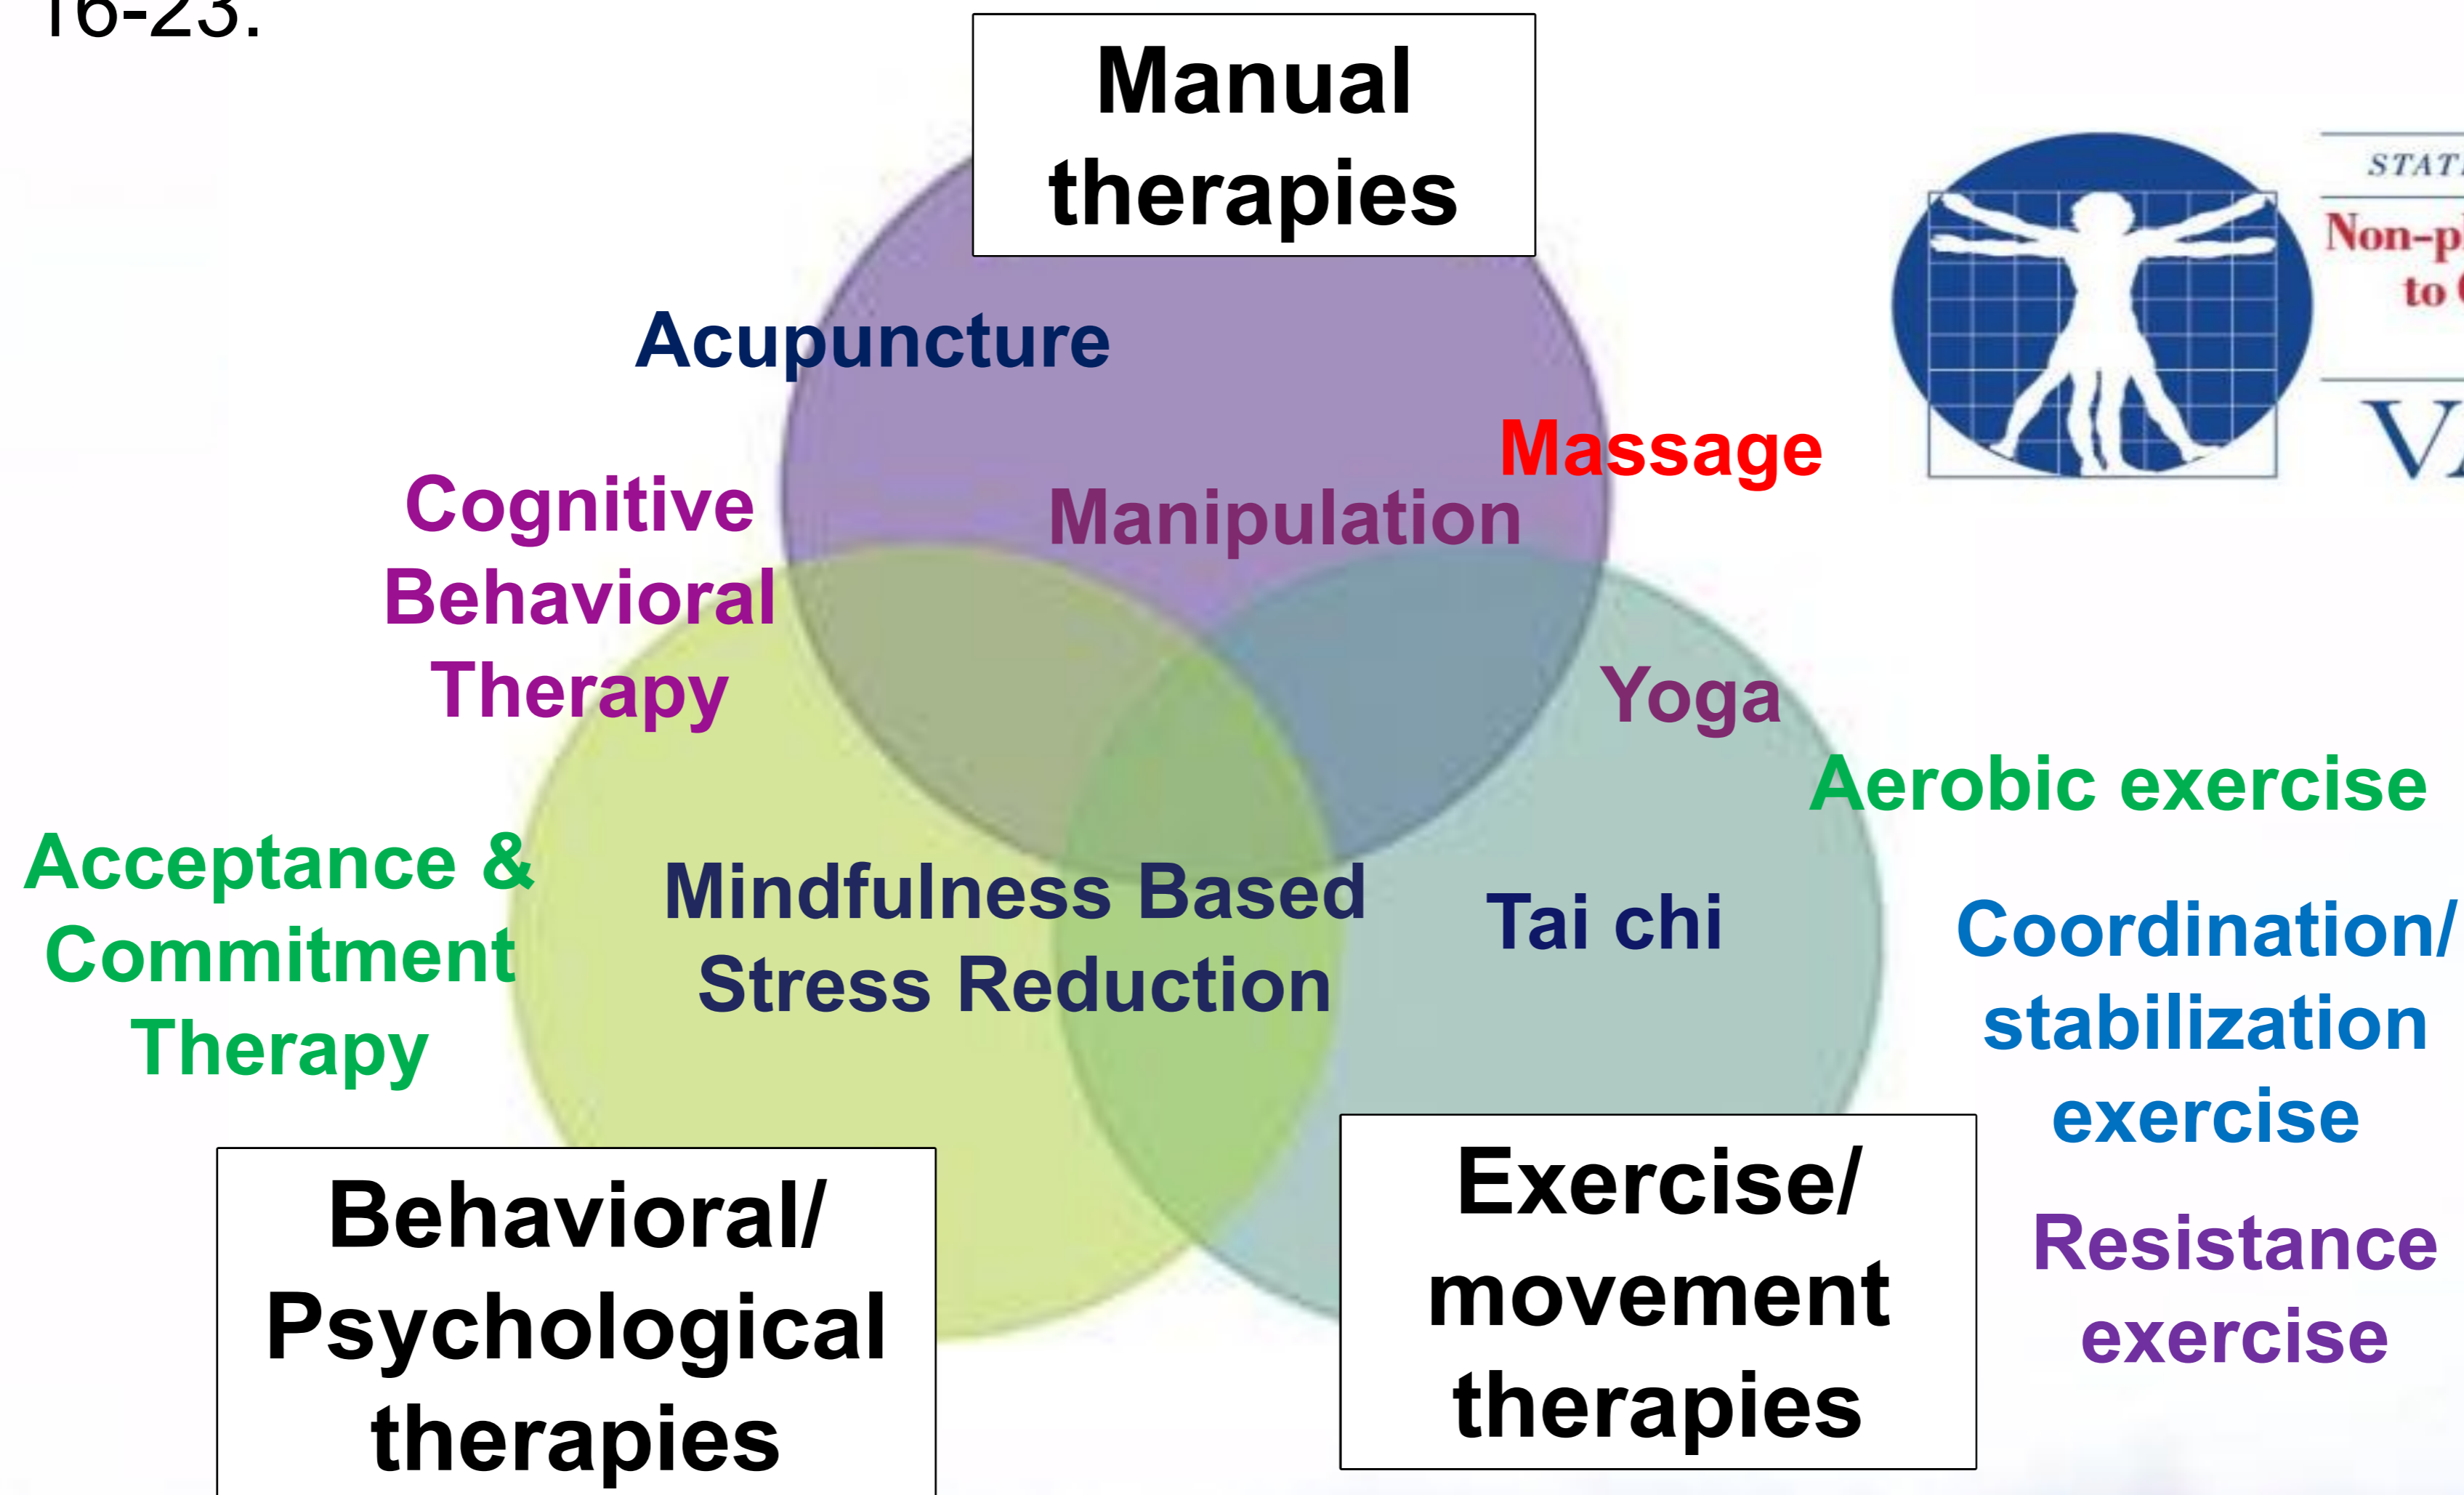 16-23.
Manual
therapies
Acupuncture
Massage
Manipulation
Cognitive
Behavioral
Therapy
Yoga
Aerobic exercise
Acceptance &
Commitment
Therapy
Mindfulness Based
Stress Reduction
Tai chi
Coordination/
stabilization
exercise
Resistance
exercise
Behavioral/
Psychological
therapies
Exercise/
movement
therapies
to